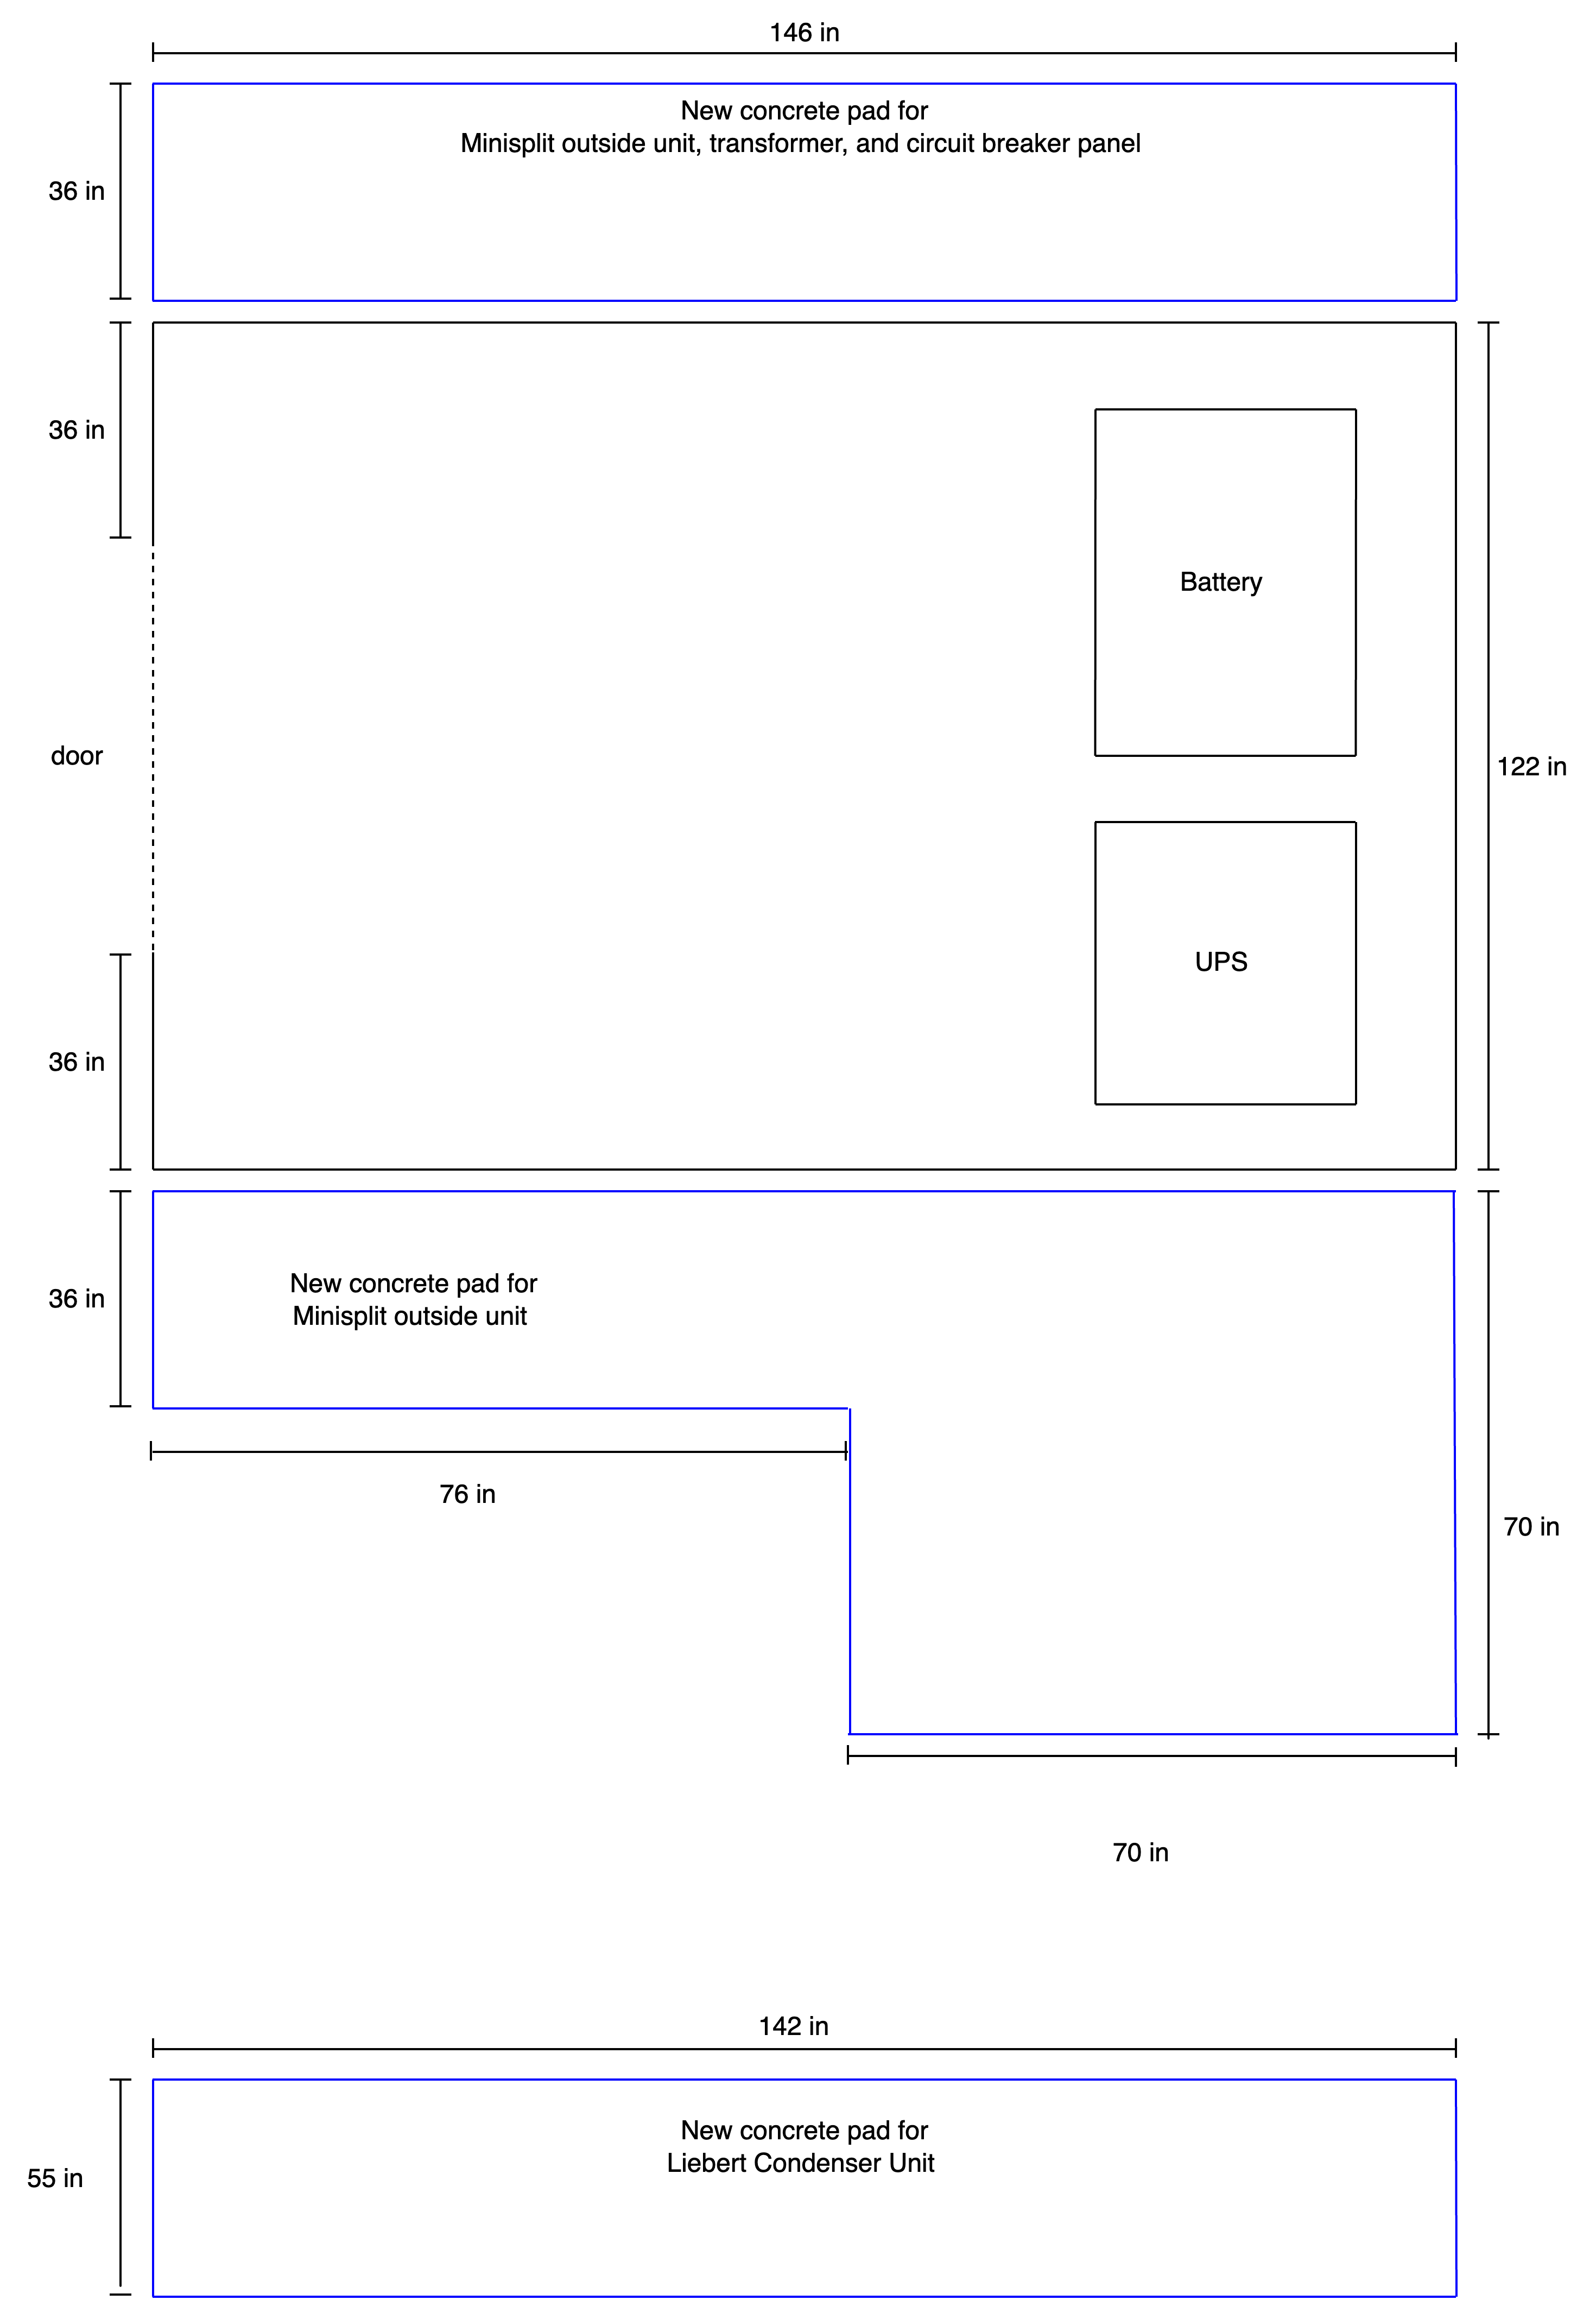 146 in
New concrete pad for
Minisplit outside unit, transformer, and circuit breaker panel
36 in
36 in
Battery
door
122 in
UPS
36 in
New concrete pad for
Minisplit outside unit
36 in
76 in
70 in
70 in
142 in
New concrete pad for
Liebert Condenser Unit
55 in